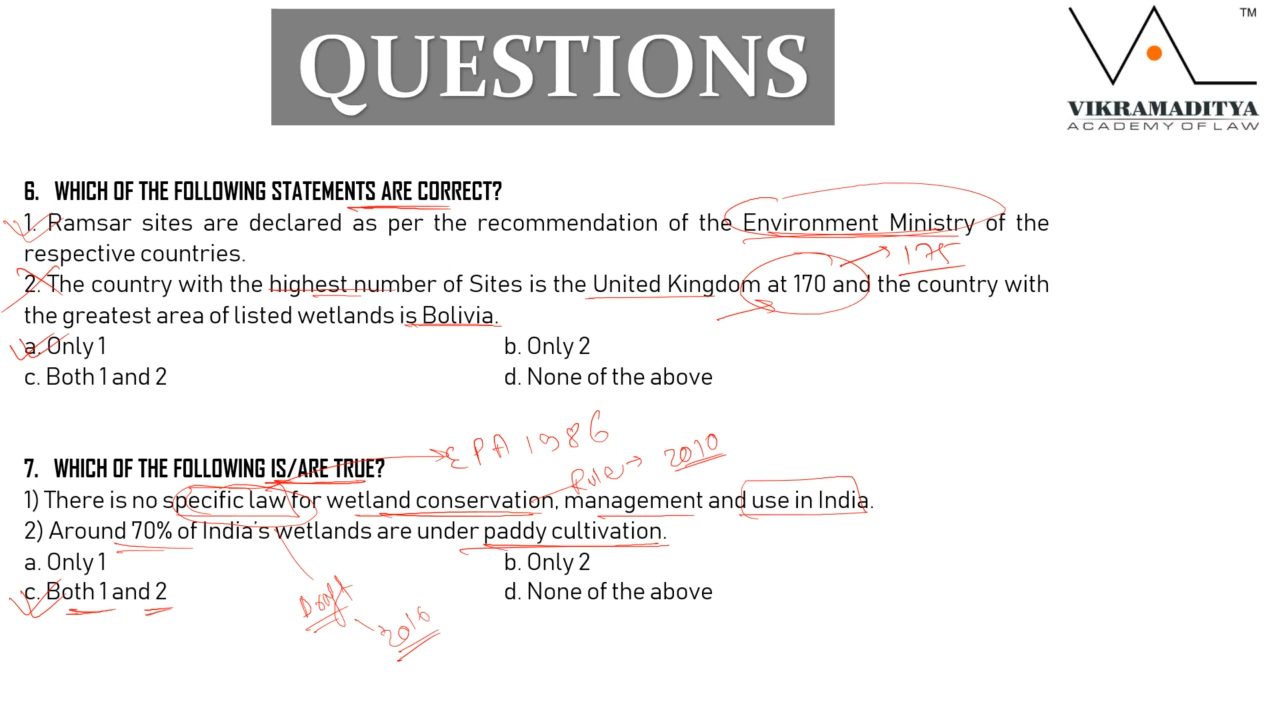 QUESTIONS
TM
VIKRAMADITYA
ACADEMY OF LAW
6. WHICH OF THE FOLLOWING STATEMENTS ARE CORRECT?
1. Ramsar sites are declared as per the recommendation of the Environment Ministry of the
respective countries.
175
2. The country with the highest number of Sites is the United Kingdom at 170 and the country with
the greatest area of listed wetlands is Bolivia.
a. Only 1
b. Only 2
c. Both 1 and 2
d. None of the above
EPA 1986
7. WHICH OF THE FOLLOWING IS/ARE TRUE?
Rules 2010
1) There is no specific law for wetland conservation, management and use in India.
2) Around 70% of India's wetlands are under paddy cultivation.
a. Only 1
b. Only 2
c. Both 1 and 2
d. None of the above
Draft